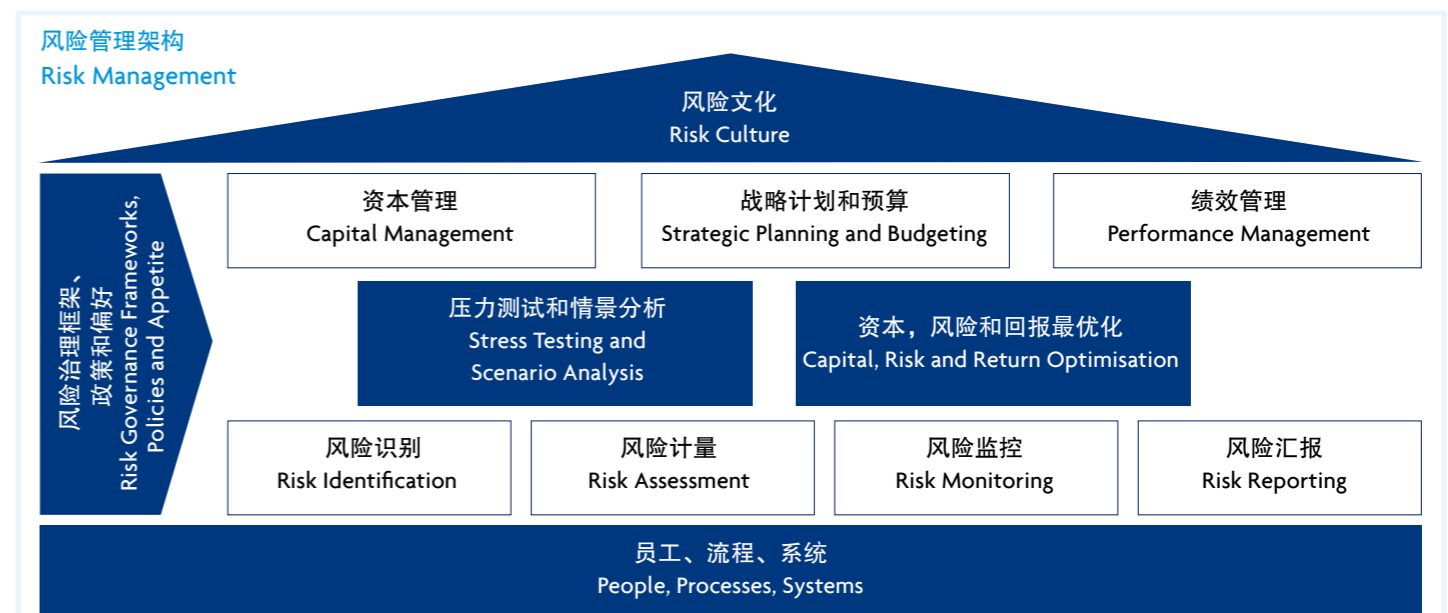 风险管理架构
Risk Management
风险文化
Risk Culture
风险治理框架、
政策和偏好
Risk Governance Frameworks,
Policies and Appetite
资本管理
Capital Management
战略计划和预算
Strategic Planning and Budgeting
绩效管理
Performance Management
压力测试和情景分析
Stress Testing and
Scenario Analysis
资本，风险和回报最优化
Capital, Risk and Return Optimisation
风险识别
Risk Identification
风险计量
Risk Assessment
风险监控
Risk Monitoring
风险汇报
Risk Reporting
员工、流程、系统
People, Processes, Systems